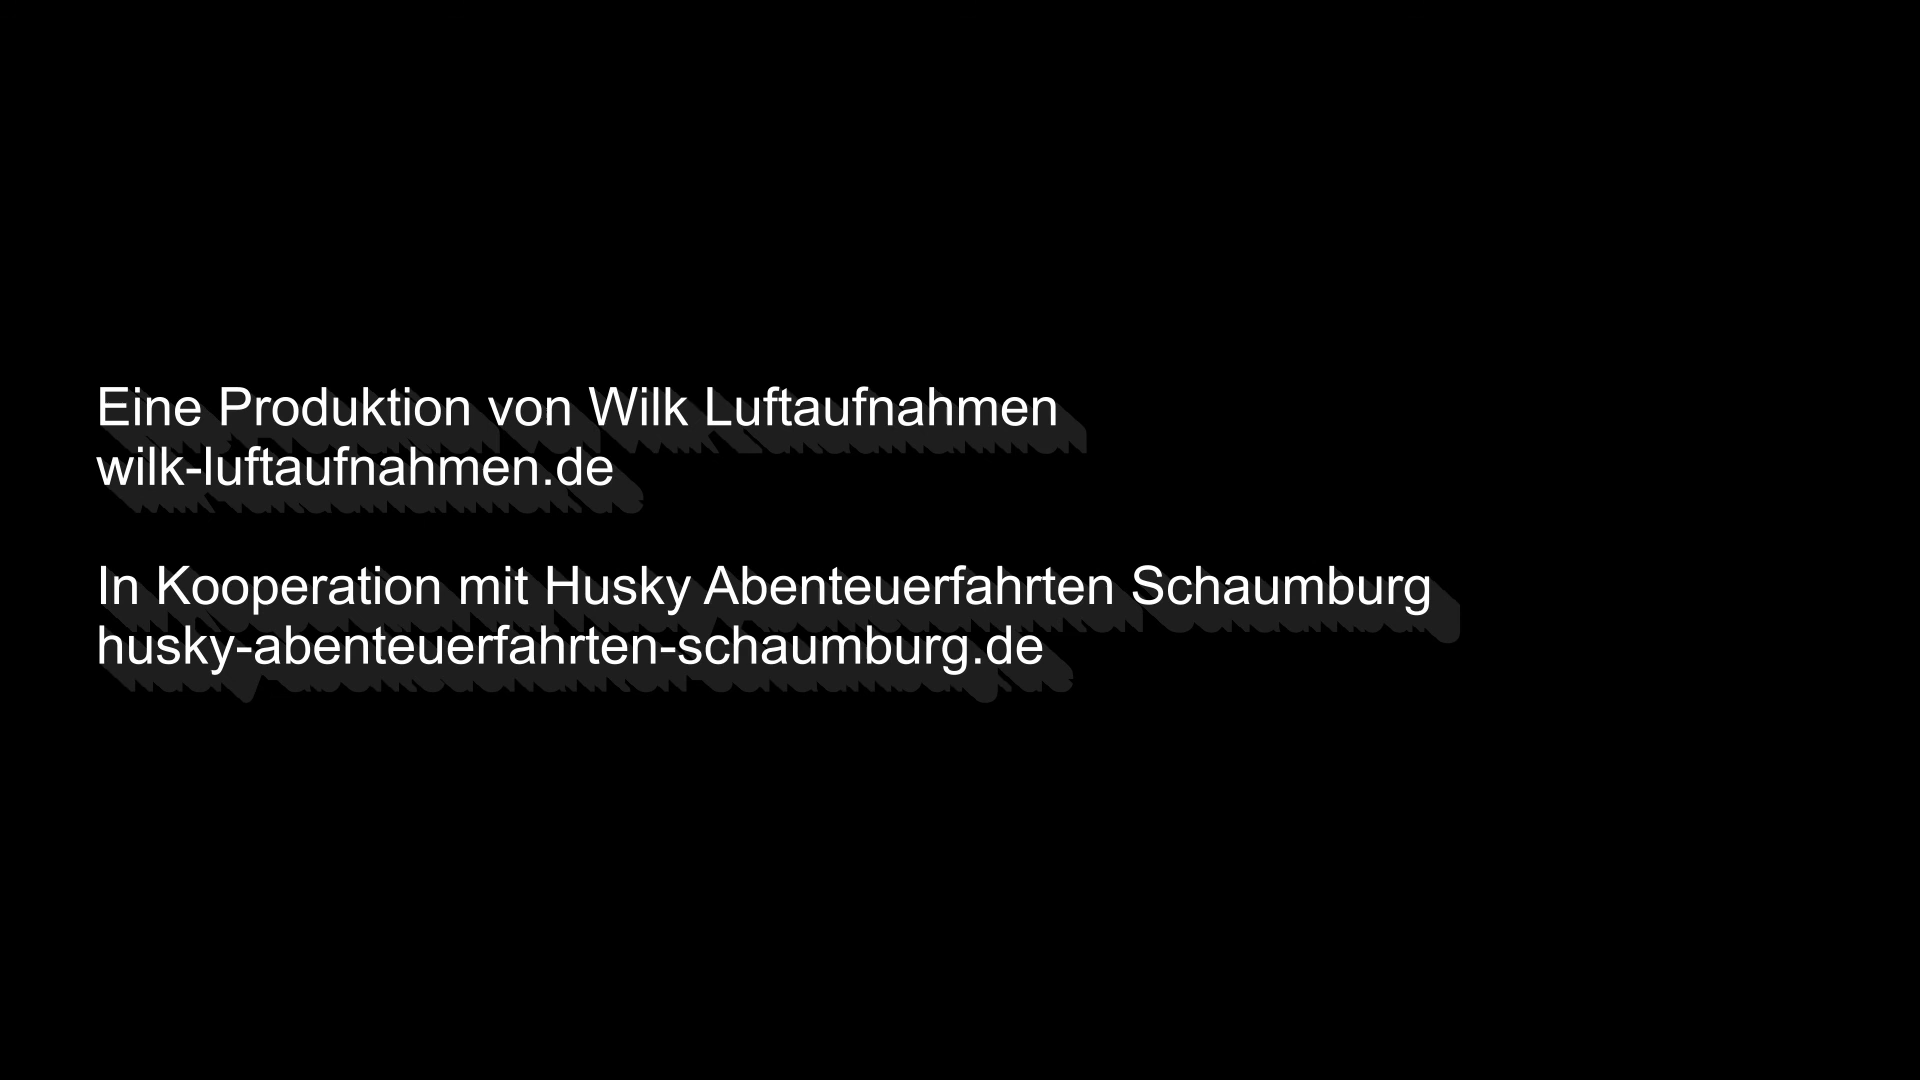 Eine Produktion von Wilk Luftaufnahmen
wilk-luftaufnahmen.de
In Kooperation mit Husky Abenteuerfahrten Schaumburg
husky-abenteuerfahrten-schaumburg.de